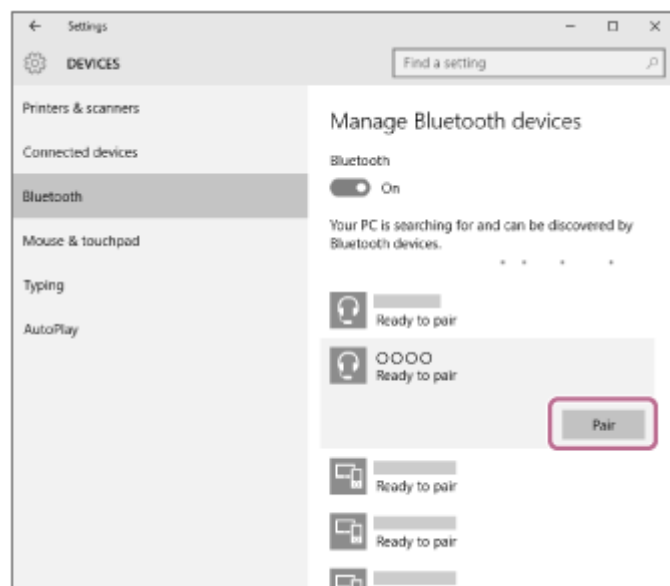 Settings
DEVICES
Find a setting
Printers & scanners
Connected devices
Bluetooth
Mouse & touchpad
Typing
AutoPlay
Manage Bluetooth devices
Bluetooth
On
Your PC is searching for and can be discovered by
Bluetooth devices.
Ready to pair
○○○○
Ready to pair
Pair
Ready to pair
Ready to pair